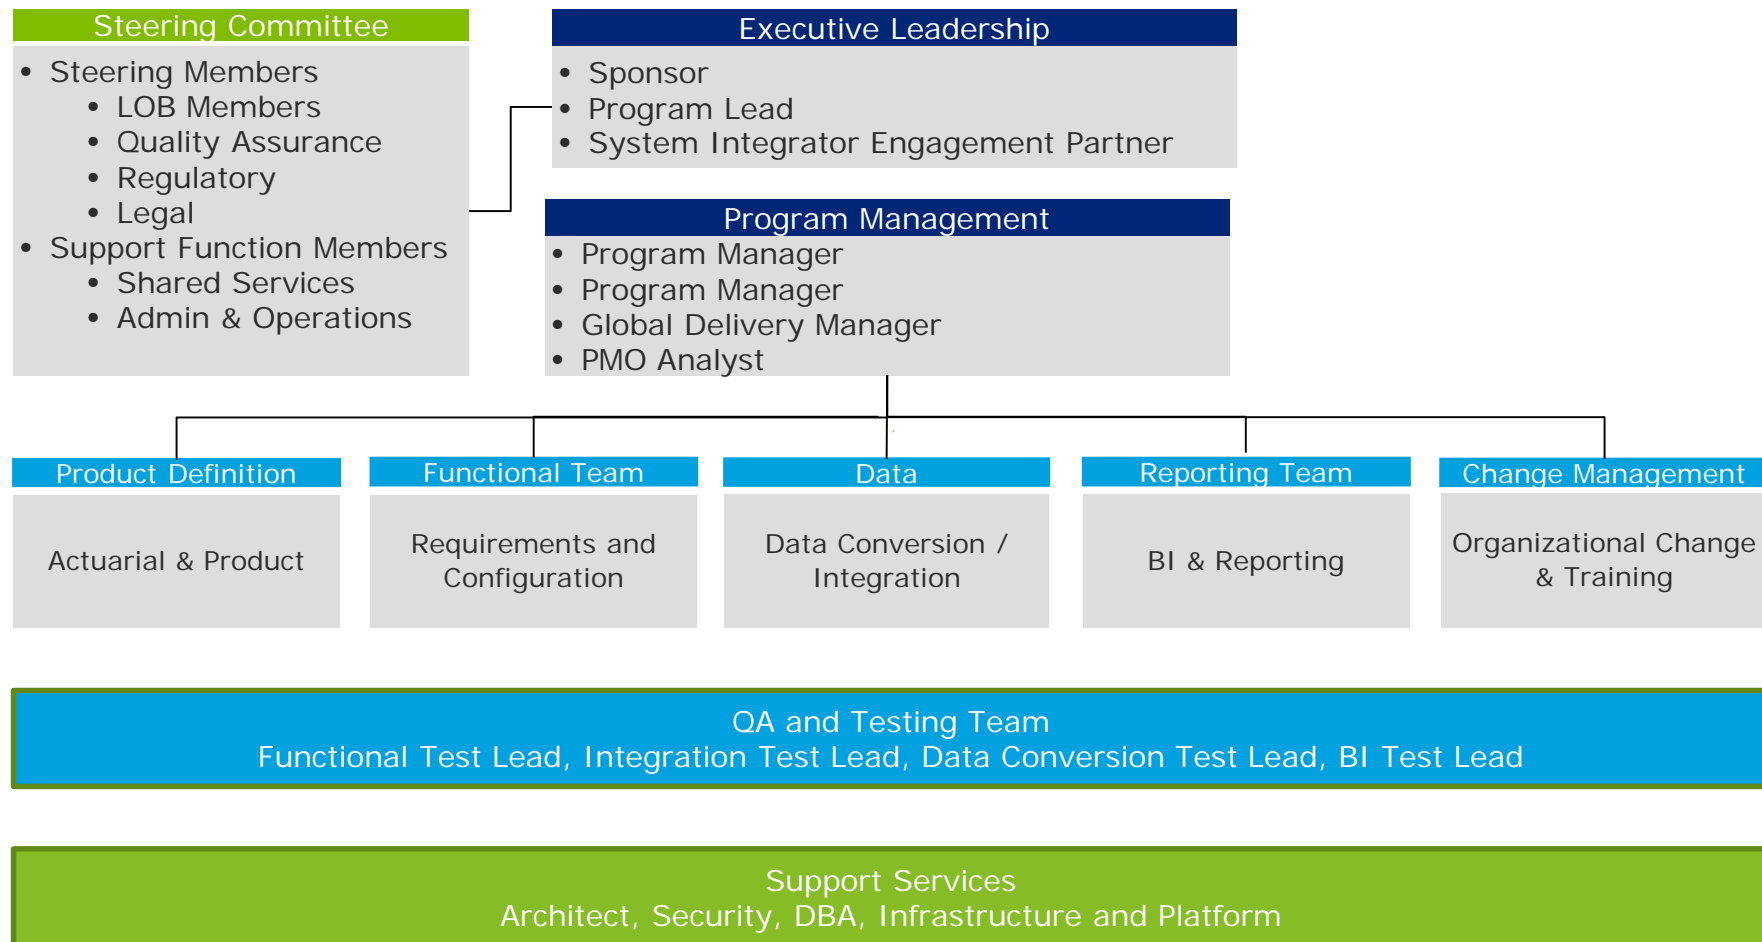 Steering Committee
• Steering Members
• LOB Members
• Quality Assurance
• Regulatory
• Legal
• Support Function Members
• Shared Services
• Admin & Operations
Executive Leadership
• Sponsor
• Program Lead
• System Integrator Engagement Partner
Program Management
• Program Manager
• Program Manager
• Global Delivery Manager
• PMO Analyst
Product Definition
Actuarial & Product
Functional Team
Requirements and
Configuration
Data
Data Conversion /
Integration
Reporting Team
BI & Reporting
Change Management
Organizational Change
& Training
QA and Testing Team
Functional Test Lead, Integration Test Lead, Data Conversion Test Lead, BI Test Lead
Support Services
Architect, Security, DBA, Infrastructure and Platform